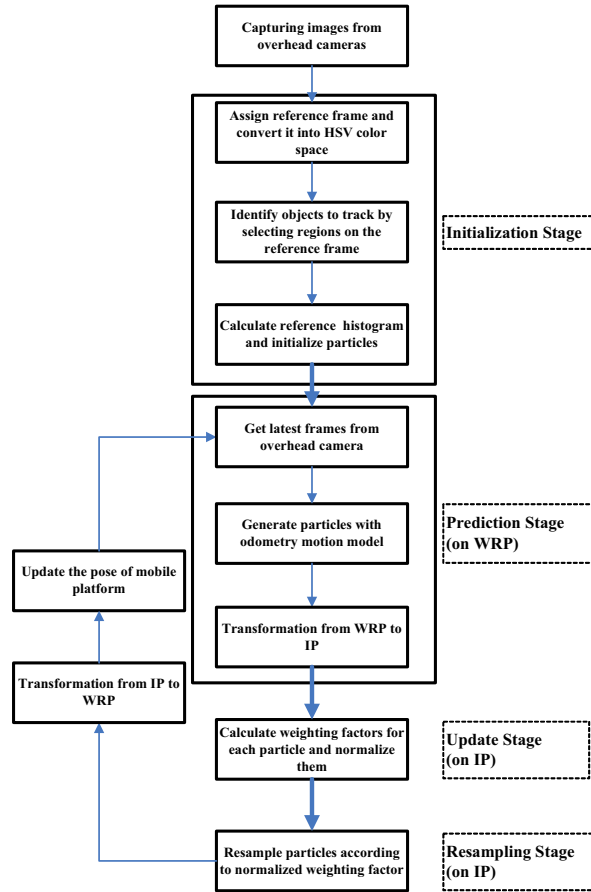 Capturing images from
overhead cameras
Assign reference frame and
convert it into HSV color
space
Identify objects to track by
selecting regions on the
reference frame
Initialization Stage
Calculate reference histogram
and initialize particles
Get latest frames from
overhead camera
Generate particles with
odometry motion model
Prediction Stage
(on WRP)
Update the pose of mobile
platform
Transformation from WRP to
IP
Transformation from IP to
WRP
Calculate weighting factors for
each particle and normalize
them
Update Stage
(on IP)
Resample particles according
to normalized weighting factor
Resampling Stage
(on IP)